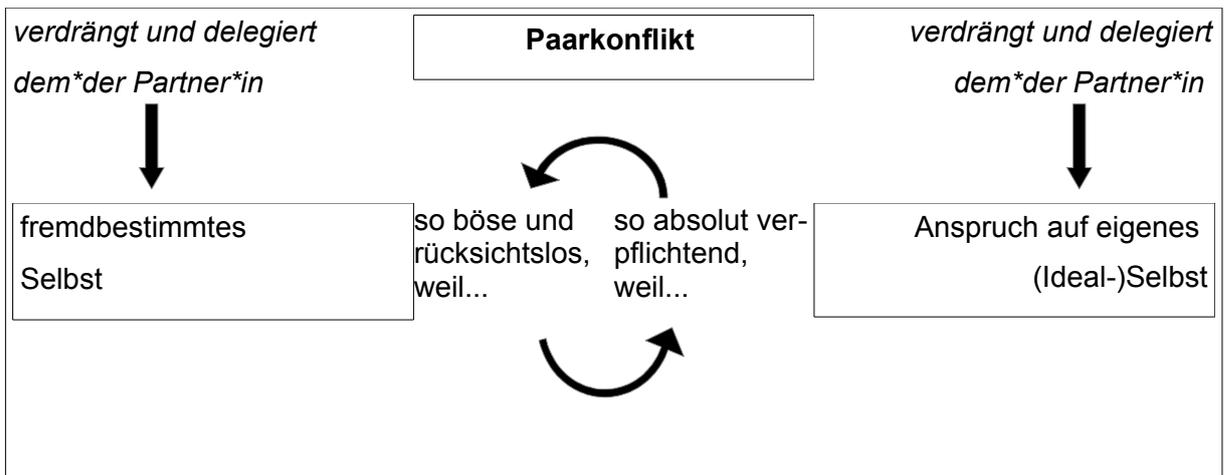 verdrängt und delegiert
dem*der Partner*in
Paarkonflikt
verdrängt und delegiert
dem*der Partner*in
fremdbestimmtes
Selbst
so böse und
rücksichtslos,
weil...
so absolut ver-
pflichtend,
weil...
Anspruch auf eigenes
(Ideal-)Selbst